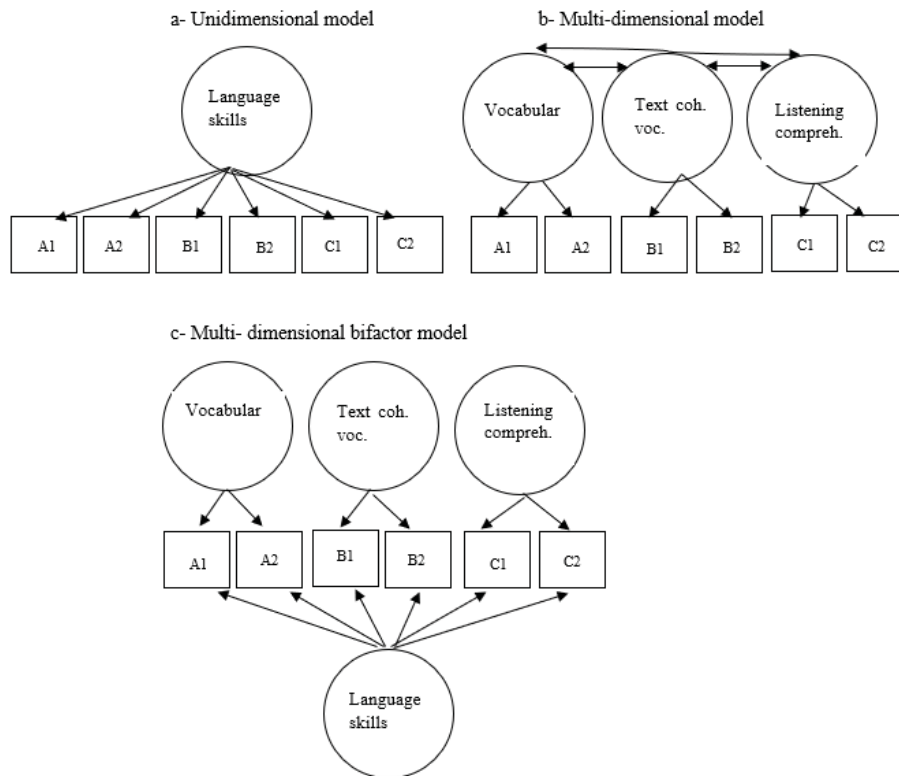 a- Unidimensional model
b- Multi-dimensional model
Language
skills
Vocabular
Text coh.
voc.
Listening
compreh.
A1
A2
B1
B2
C1
C2
A1
A2
B1
B2
C1
C2
c- Multi- dimensional bifactor model
Vocabular
Text coh.
voc.
Listening
compreh.
A1
A2
B1
B2
C1
C2
Language
skills